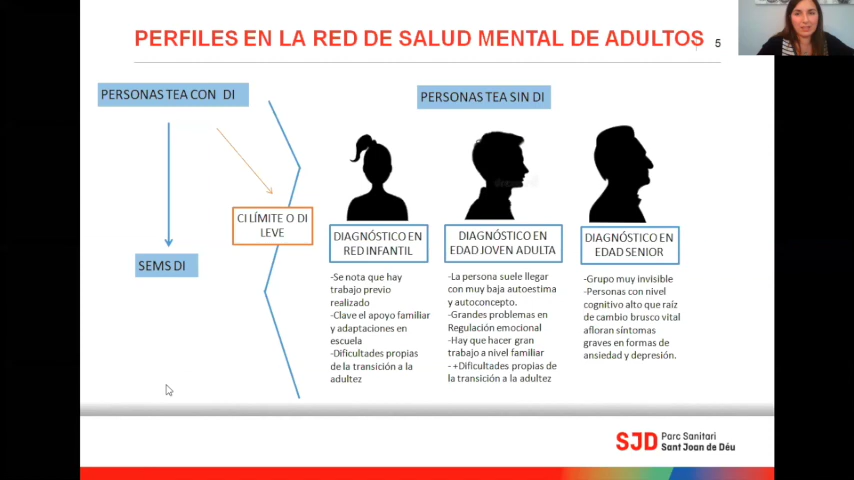 PERFILES EN LA RED DE SALUD MENTAL DE ADULTOS
5
PERSONAS TEA CON DI
PERSONAS TEA SIN DI
CI LÍMITE O DI
LEVE
SEMS DI
DIAGNÓSTICO EN
RED INFANTIL
-Se nota que hay
trabajo previo
realizado
-Clave el apoyo familiar
y adaptaciones en
escuela
-Dificultades propias
de la transición a la
adultez
DIAGNÓSTICO EN
EDAD JOVEN ADULTA
-La persona suele llegar
con muy baja autoestima
y autoconcepto.
-Grandes problemas en
Regulación emocional
-Hay que hacer gran
trabajo a nivel familiar
- +Dificultades propias de
la transición a la adultez
DIAGNÓSTICO EN
EDAD SENIOR
-Grupo muy invisible
-Personas con nivel
cognitivo alto que raíz
de cambio brusco vital
afloran síntomas
graves en formas de
ansiedad y depresión.
SJD Parc Sanitari
Sant Joan de Déu